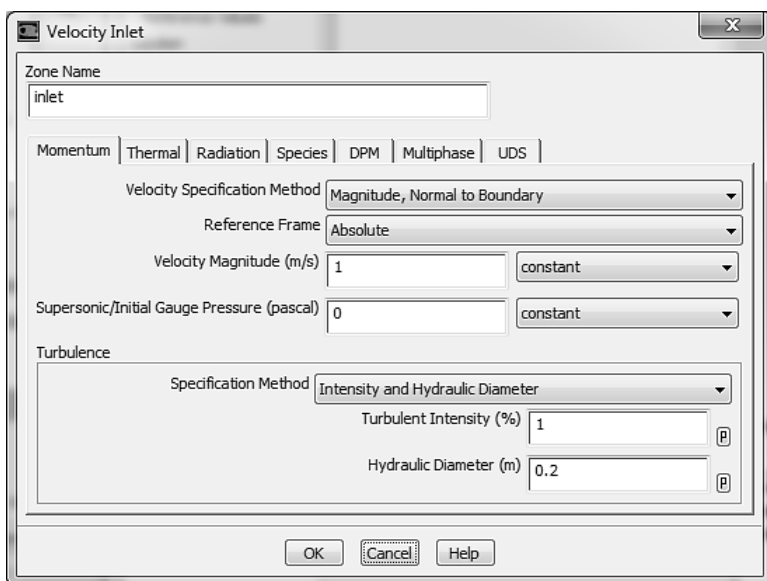 Velocity Inlet
Zone Name
inlet
Momentum Thermal Radiation Species DPM Multiphase UDS
Velocity Specification Method Magnitude, Normal to Boundary
Reference Frame Absolute
Velocity Magnitude (m/s) 1 constant
Supersonic/Initial Gauge Pressure (pascal) 0 constant
Turbulence
Specification Method Intensity and Hydraulic Diameter
Turbulent Intensity (%) 1 P
Hydraulic Diameter (m) 0.2 P
OK Cancel Help